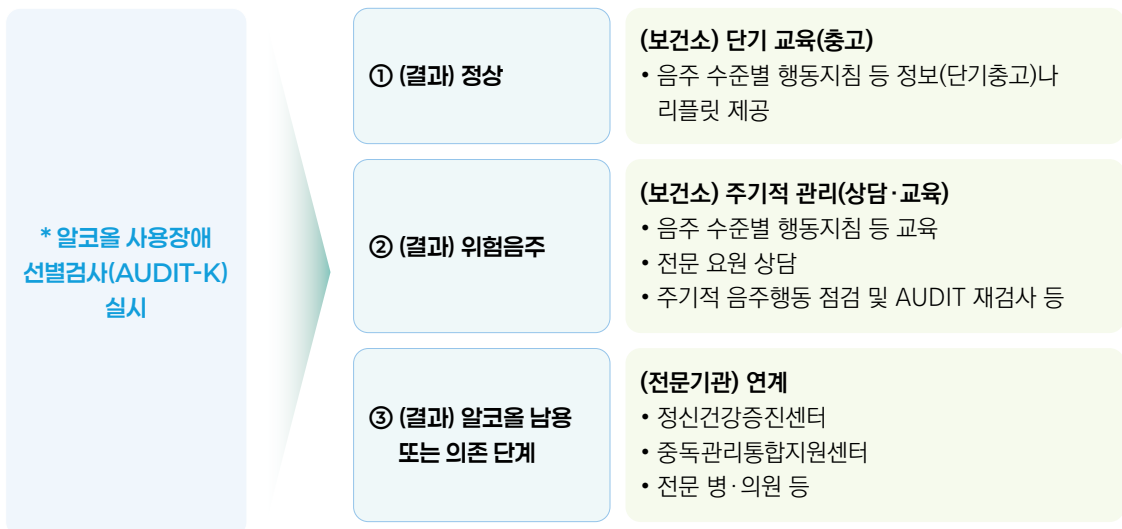 * 알코올 사용장애
선별검사(AUDIT-K)
실시
① (결과) 정상
(보건소) 단기 교육(충고)
• 음주 수준별 행동지침 등 정보(단기충고)나
리플릿 제공
② (결과) 위험음주
(보건소) 주기적 관리(상담·교육)
• 음주 수준별 행동지침 등 교육
• 전문 요원 상담
• 주기적 음주행동 점검 및 AUDIT 재검사 등
③ (결과) 알코올 남용
또는 의존 단계
(전문기관) 연계
• 정신건강증진센터
• 중독관리통합지원센터
• 전문 병·의원 등